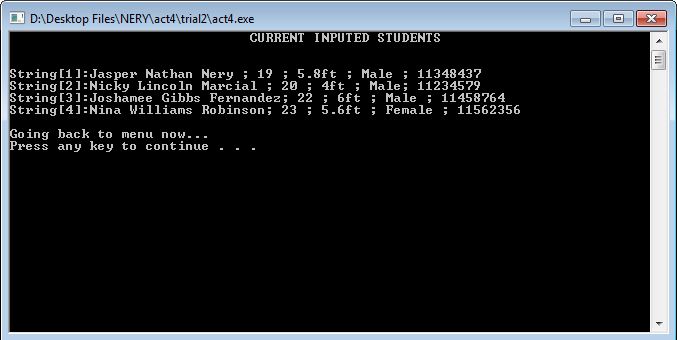 D:\Desktop Files\NERY\act4\trial2\act4.exe
CURRENT INPUTED STUDENTS
String[1]:Jasper Nathan Nery ; 19 ; 5.8ft ; Male ; 11348437
String[2]:Nicky Lincoln Marcial ; 20 ; 4ft ; Male; 11234579
String[3]:Joshamee Gibbs Fernandez; 22 ; 6ft ; Male ; 11458764
String[4]:Nina Williams Robinson; 23 ; 5.6ft ; Female ; 11562356
Going back to menu now...
Press any key to continue . . .